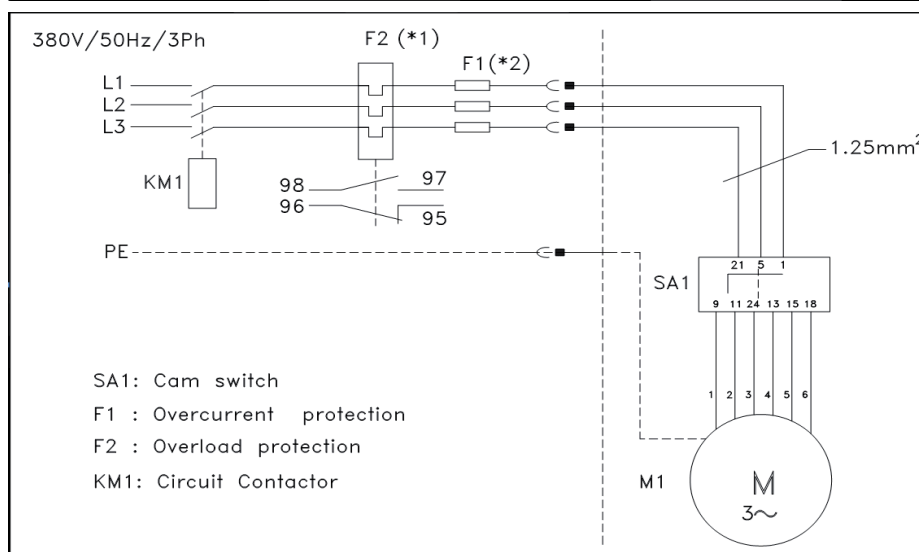 380V/50Hz/3Ph
F2 (*1)
F1(*2)
L1
L2
L3
KM1
98 97
96 95
1.25mm²
PE
21 5 1
SA1
9 11 24 13 15 18
1 2 3 4 5 6
SA1: Cam switch
F1 : Overcurrent protection
F2 : Overload protection
KM1: Circuit Contactor
M1
M
3~